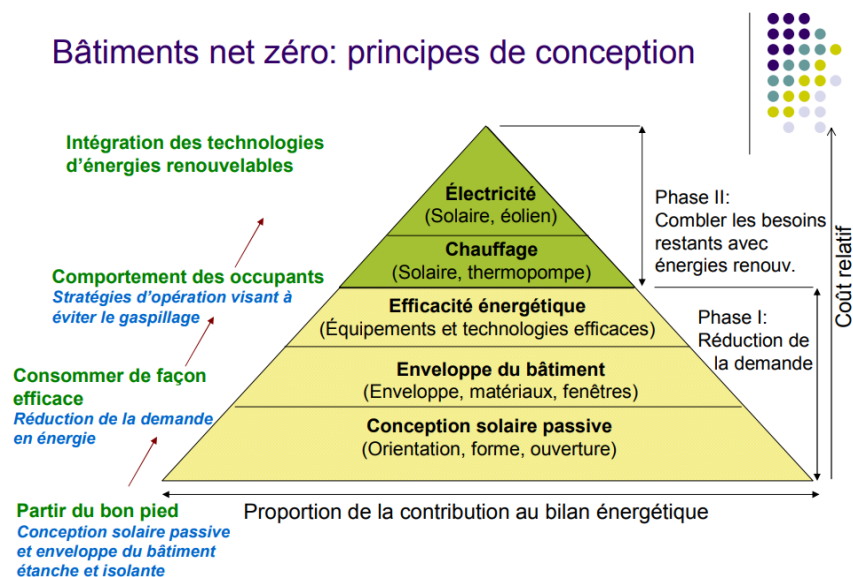 Bâtiments net zéro: principes de conception
Intégration des technologies
d'énergies renouvelables
Comportement des occupants
Stratégies d'opération visant à
éviter le gaspillage
Consommer de façon
efficace
Réduction de la demande
en énergie
Partir du bon pied
Conception solaire passive
et enveloppe du bâtiment
étanche et isolante
Électricité
(Solaire, éolien)
Chauffage
(Solaire, thermopompe)
Efficacité énergétique
(Équipements et technologies efficaces)
Enveloppe du bâtiment
(Enveloppe, matériaux, fenêtres)
Conception solaire passive
(Orientation, forme, ouverture)
Phase II:
Combler les besoins
restants avec
énergies renouv.
Phase I:
Réduction de
la demande
Coût relatif
Proportion de la contribution au bilan énergétique